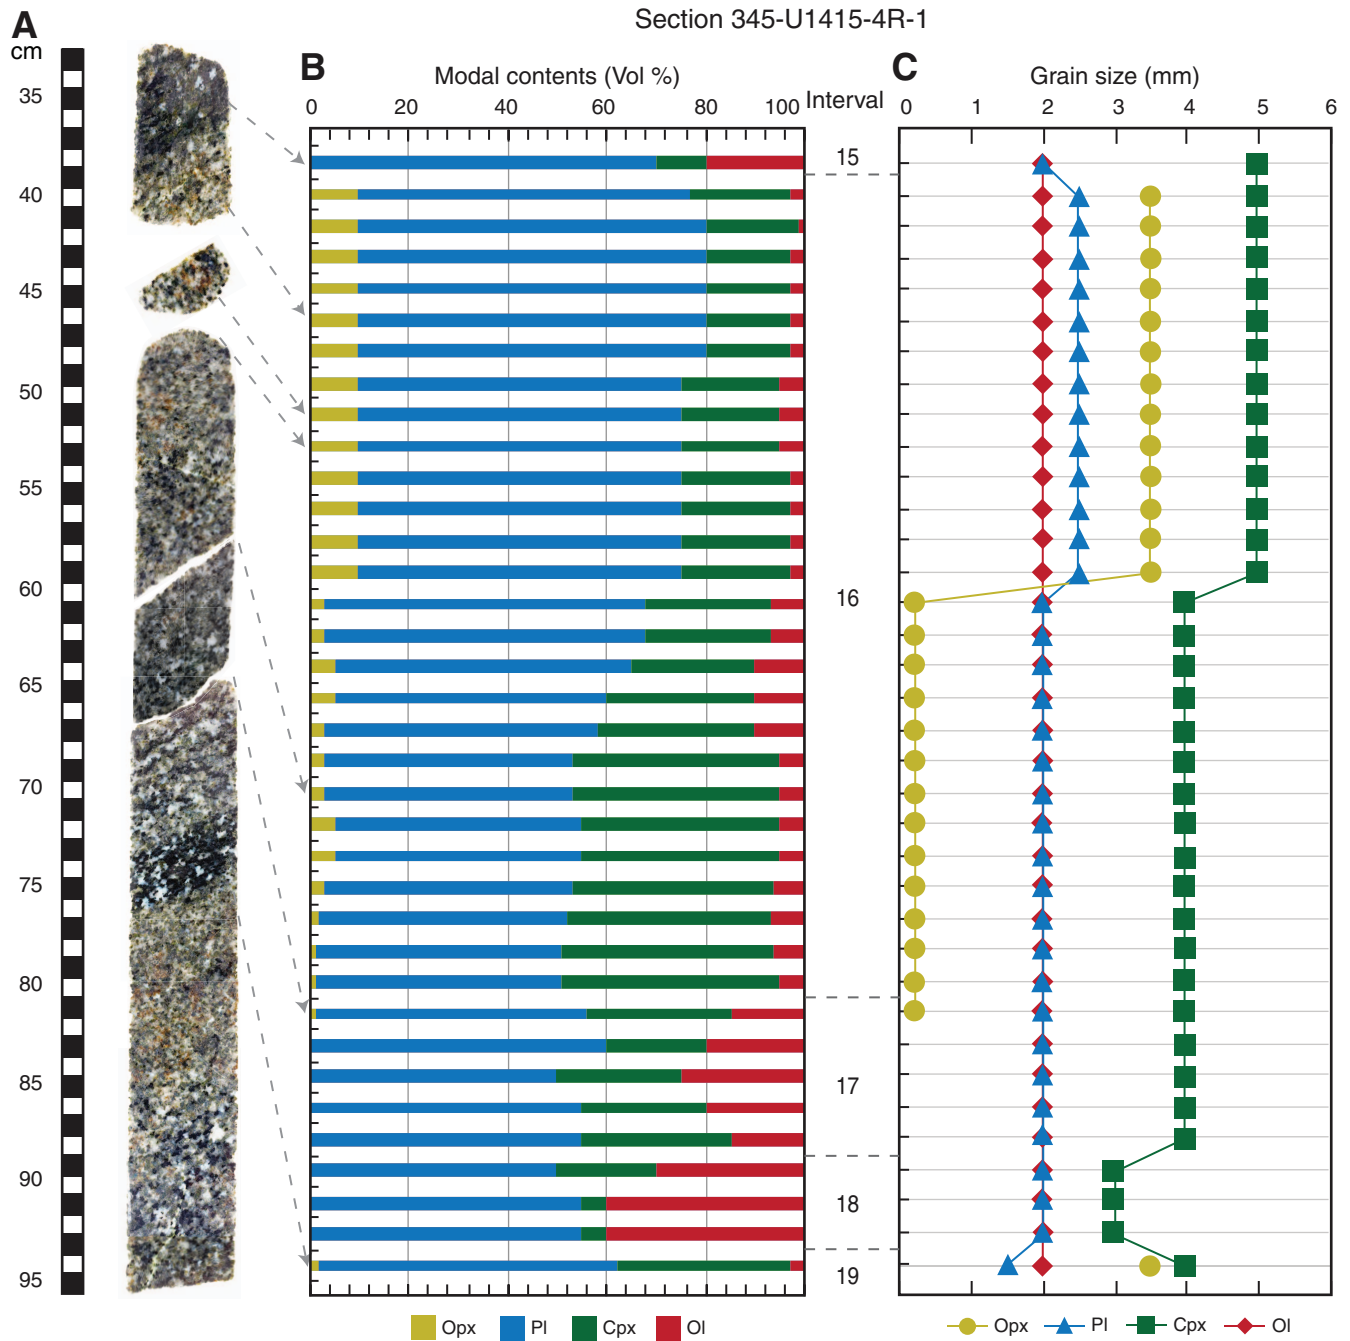 Section 345-U1415-4R-1
A
cm
35
40
45
50
55
60
65
70
75
80
85
90
95
B
Modal contents (Vol %)
0 20 40 60 80 100
Interval
15
16
17
18
19
C
Grain size (mm)
0 1 2 3 4 5 6
Opx Pl Cpx Ol
Opx Pl Cpx Ol